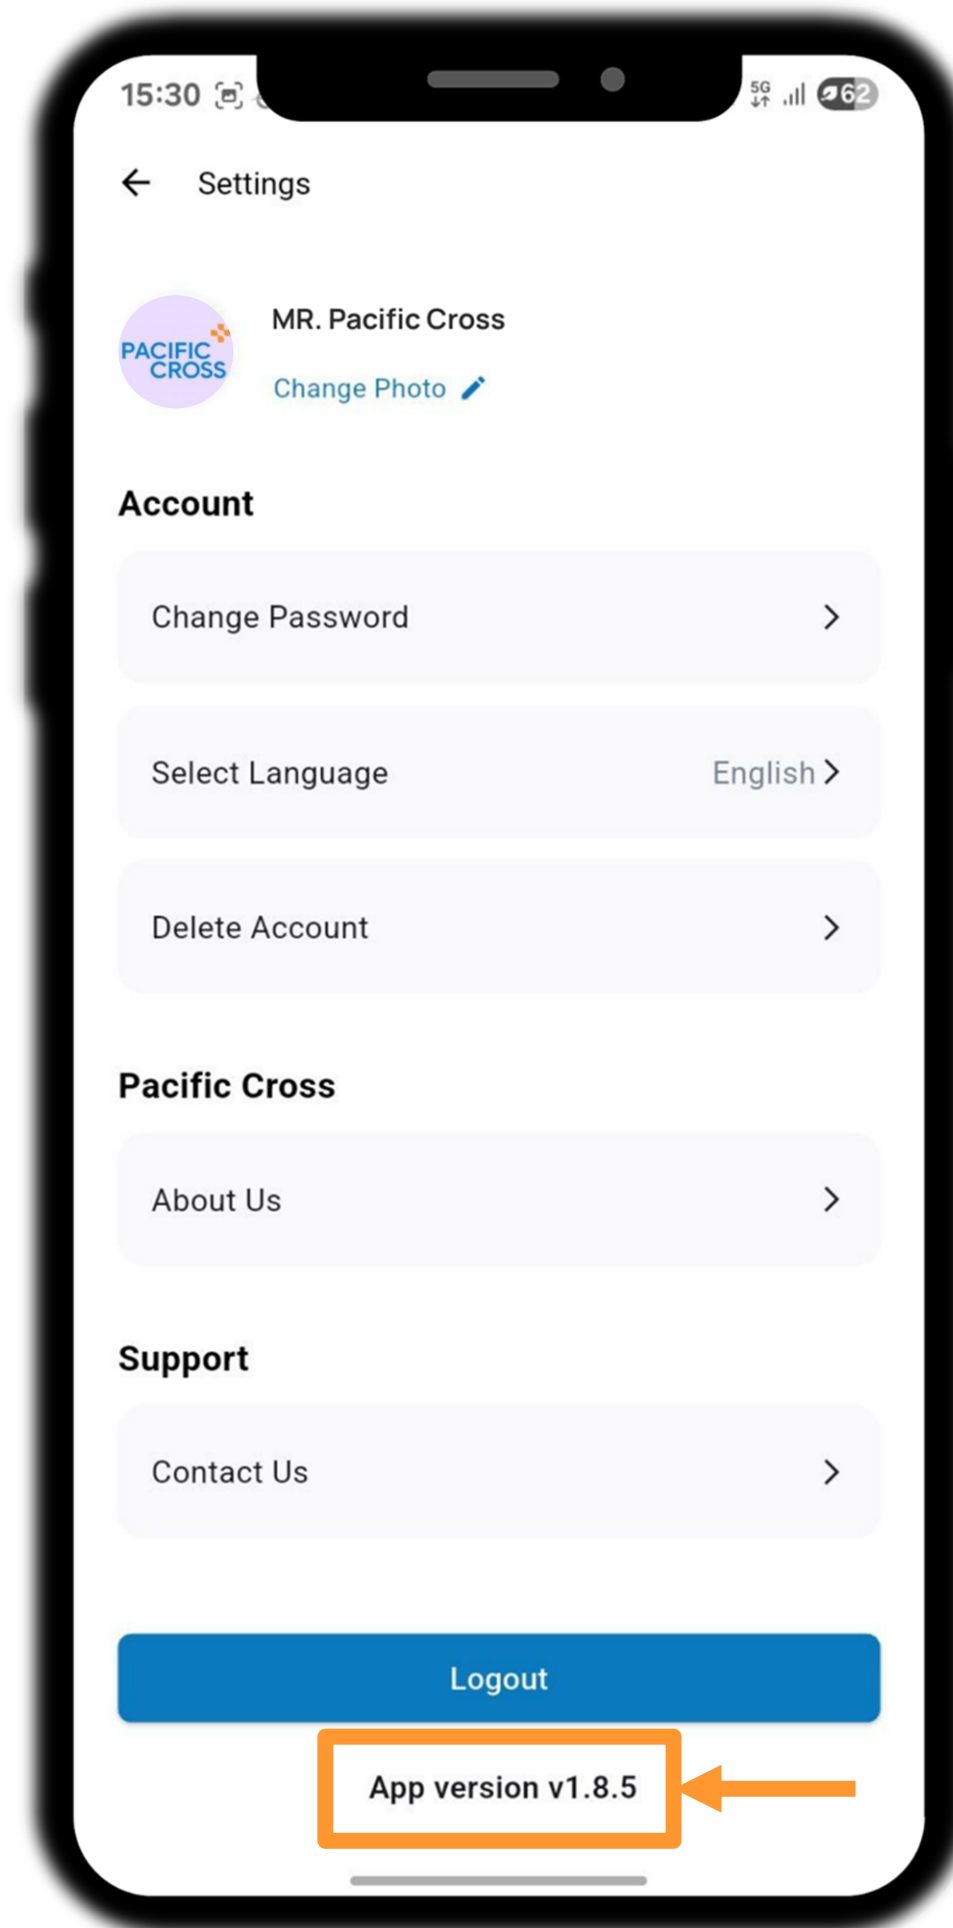 15:30
5G
62
Settings
PACIFIC
CROSS
MR. Pacific Cross
Change Photo
Account
Change Password
Select Language English
Delete Account
Pacific Cross
About Us
Support
Contact Us
Logout
App version v1.8.5